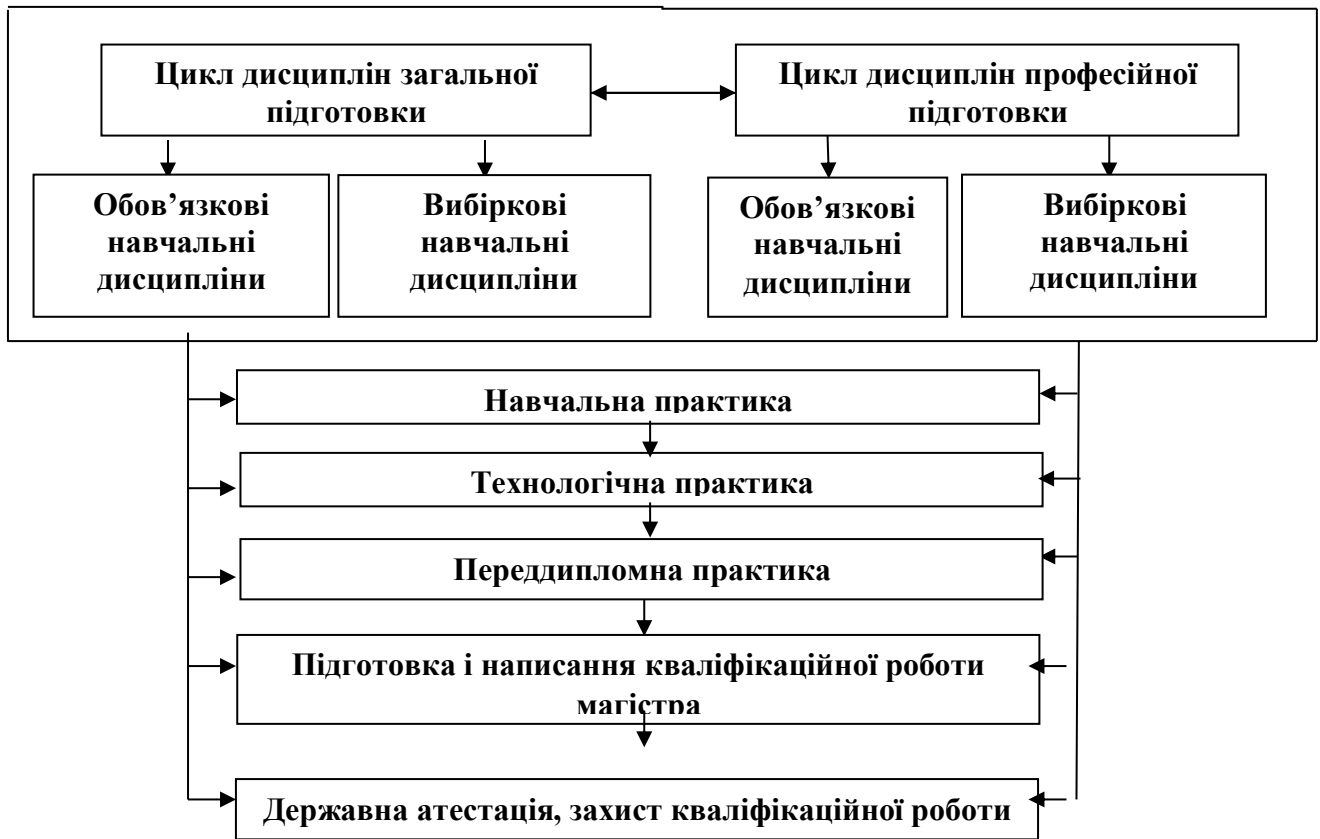 Цикл дисциплін загальної
підготовки
Цикл дисциплін професійної
підготовки
Обов’язкові
навчальні
дисципліни
Вибіркові
навчальні
дисципліни
Обов’язкові
навчальні
дисципліни
Вибіркові
навчальні
дисципліни
Навчальна практика
Технологічна практика
Переддипломна практика
Підготовка і написання кваліфікаційної роботи
магістра
Державна атестація, захист кваліфікаційної роботи